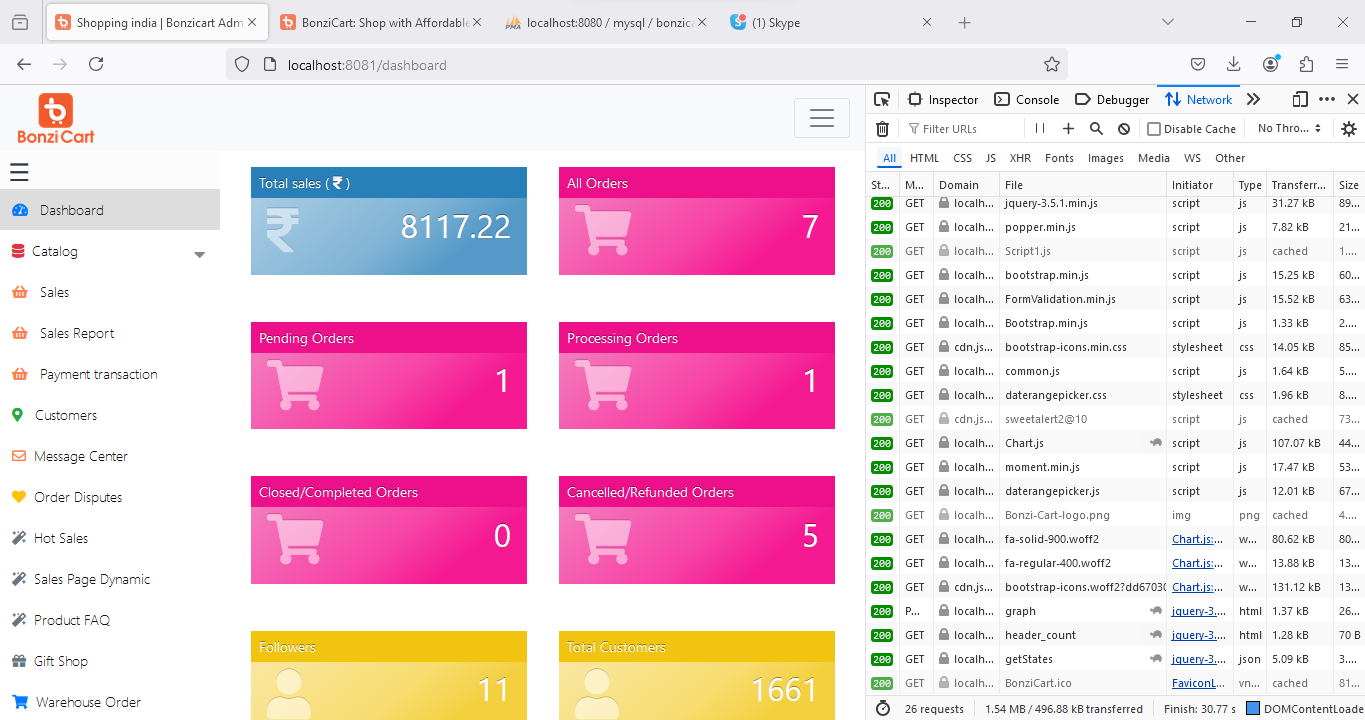 Shopping india | Bonzicart Adm
BonziCart: Shop with Affordable
localhost:8080 / mysql / bonzica
(1) Skype
localhost:8081/dashboard
Bonzi Cart
Dashboard
Catalog
Sales
Sales Report
Payment transaction
Customers
Message Center
Order Disputes
Hot Sales
Sales Page Dynamic
Product FAQ
Gift Shop
Warehouse Order
Total sales ( ₹ )
8117.22
All Orders
7
Pending Orders
1
Processing Orders
1
Closed/Completed Orders
0
Cancelled/Refunded Orders
5
Followers
11
Total Customers
1661
Inspector Console Debugger Network
Filter URLs Disable Cache No Thro...
All HTML CSS JS XHR Fonts Images Media WS Other
St... M... Domain File Initiator Type Transferr... Size
200 GET localh... jquery-3.5.1.min.js script js 31.27 kB 89...
200 GET localh... popper.min.js script js 7.82 kB 21...
200 GET localh... Script1.js script js cached 1....
200 GET localh... bootstrap.min.js script js 15.25 kB 60...
200 GET localh... FormValidation.min.js script js 15.52 kB 63...
200 GET localh... Bootstrap.min.js script js 1.33 kB 2....
200 GET cdn.js... bootstrap-icons.min.css stylesheet css 14.05 kB 85...
200 GET localh... common.js script js 1.64 kB 5....
200 GET localh... daterangepicker.css stylesheet css 1.96 kB 8....
200 GET cdn.js... sweetalert2@10 script js cached 73...
200 GET localh... Chart.js script js 107.07 kB 44...
200 GET localh... moment.min.js script js 17.47 kB 53...
200 GET localh... daterangepicker.js script js 12.01 kB 67...
200 GET localh... Bonzi-Cart-logo.png img png cached 4....
200 GET localh... fa-solid-900.woff2 Chart.js:... w... 80.62 kB 80...
200 GET localh... fa-regular-400.woff2 Chart.js:... w... 13.88 kB 13...
200 GET cdn.js... bootstrap-icons.woff2?dd67030 Chart.js:... w... 131.12 kB 13...
200 P... localh... graph jquery-3.... html 1.37 kB 26...
200 GET localh... header_count jquery-3.... html 1.28 kB 70 B
200 GET localh... getStates jquery-3.... json 5.09 kB 3....
200 GET localh... BonziCart.ico FaviconL... vn... cached 81...
26 requests 1.54 MB / 496.88 kB transferred Finish: 30.77 s DOMContentLoade